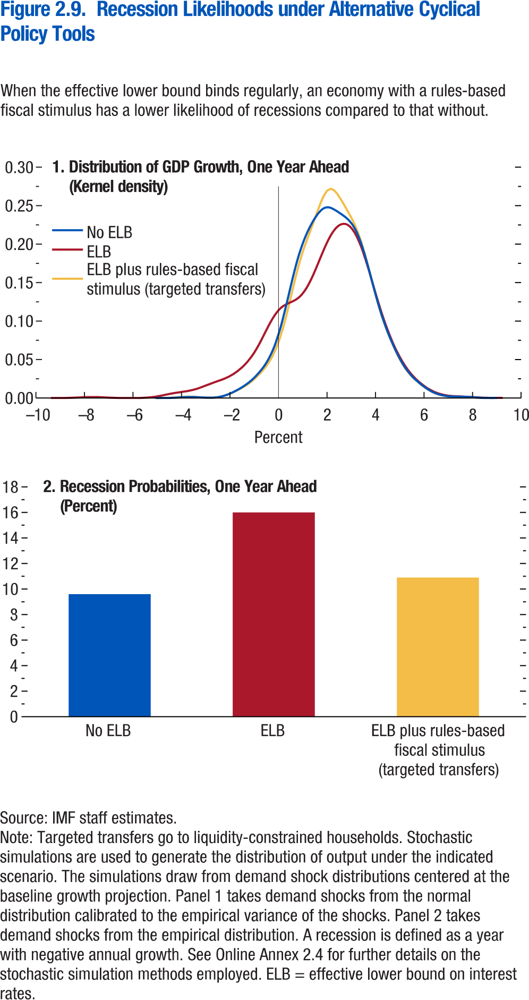 Figure 2.9. Recession Likelihoods under Alternative Cyclical
Policy Tools
When the effective lower bound binds regularly, an economy with a rules-based
fiscal stimulus has a lower likelihood of recessions compared to that without.
1. Distribution of GDP Growth, One Year Ahead
(Kernel density)
0.30
0.25
0.20
0.15
0.10
0.05
0.00
No ELB
ELB
ELB plus rules-based fiscal
stimulus (targeted transfers)
–10 –8 –6 –4 –2 0 2 4 6 8 10
Percent
2. Recession Probabilities, One Year Ahead
(Percent)
18
16
14
12
10
8
6
4
2
0
No ELB
ELB
ELB plus rules-based
fiscal stimulus
(targeted transfers)
Source: IMF staff estimates.
Note: Targeted transfers go to liquidity-constrained households. Stochastic
simulations are used to generate the distribution of output under the indicated
scenario. The simulations draw from demand shock distributions centered at the
baseline growth projection. Panel 1 takes demand shocks from the normal
distribution calibrated to the empirical variance of the shocks. Panel 2 takes
demand shocks from the empirical distribution. A recession is defined as a year
with negative annual growth. See Online Annex 2.4 for further details on the
stochastic simulation methods employed. ELB = effective lower bound on interest
rates.